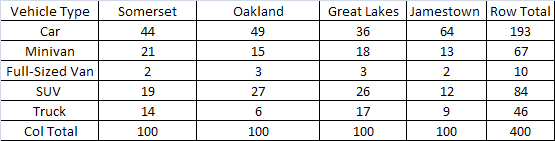 Vehicle Type Somerset Oakland Great Lakes Jamestown Row Total
Car 44 49 36 64 193
Minivan 21 15 18 13 67
Full-Sized Van 2 3 3 2 10
SUV 19 27 26 12 84
Truck 14 6 17 9 46
Col Total 100 100 100 100 400